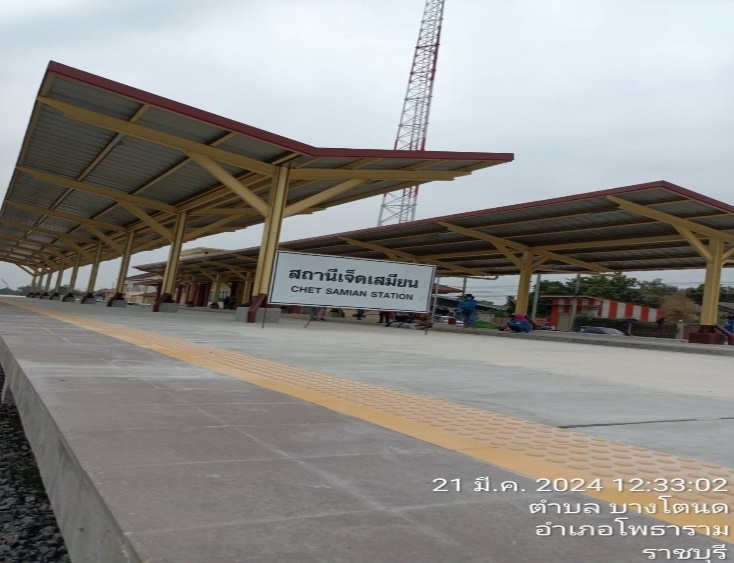 สถานีเจ็ดเสมียน
CHET SAMIAN STATION
21 มี.ค. 2024 12:33:02
ตำบล บางโตนด
อำเภอโพธาราม
ราชบุรี